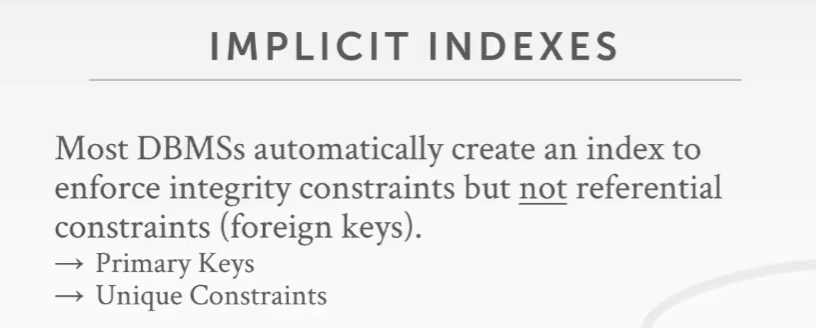 IMPLICIT INDEXES
Most DBMSs automatically create an index to
enforce integrity constraints but not referential
constraints (foreign keys).
→ Primary Keys
→ Unique Constraints